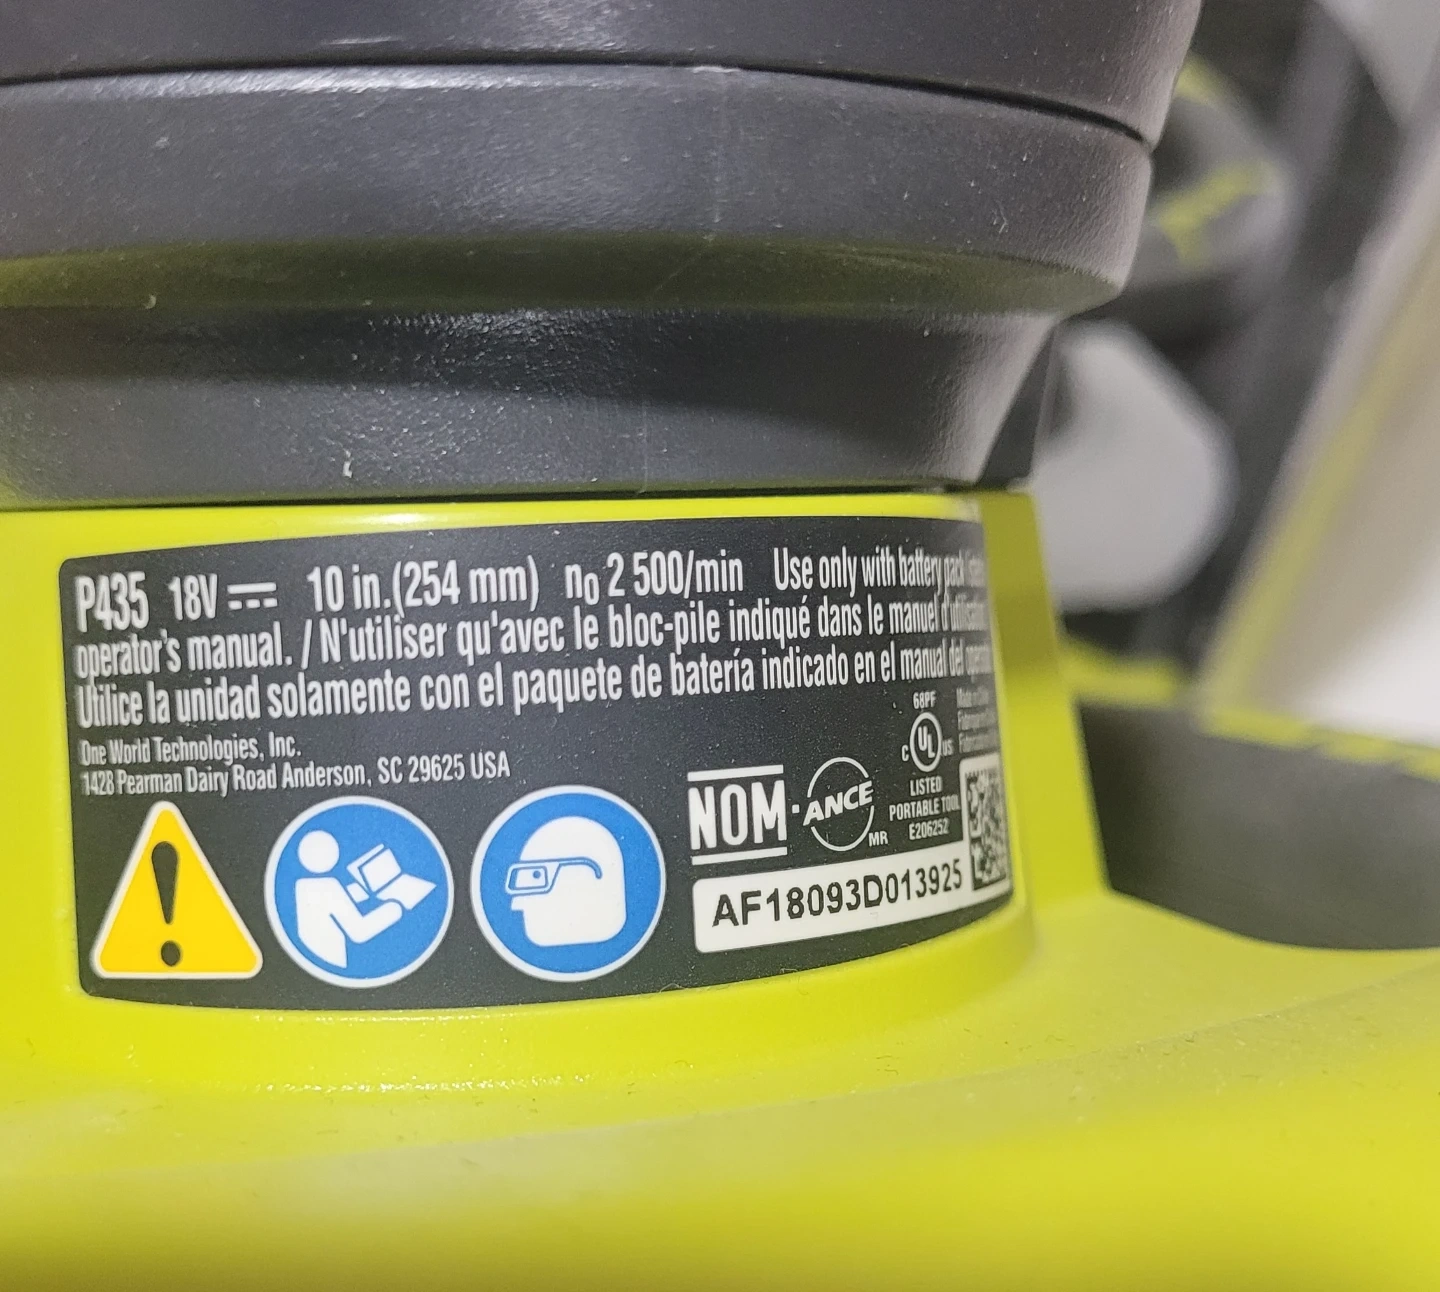 P435 18V 10 in.(254 mm) n₀ 2 500/min Use only with battery pack
operator's manual. / N'utiliser qu'avec le bloc-pile indiqué dans le manuel d'utilisation
Utilice la unidad solamente con el paquete de batería indicado en el manual del
One World Technologies, Inc.
1428 Pearman Dairy Road Anderson, SC 29625 USA
68PF
C UL US
LISTED
PORTABLE TOOL
E206252
NOM-ANCE MR
AF18093D013925